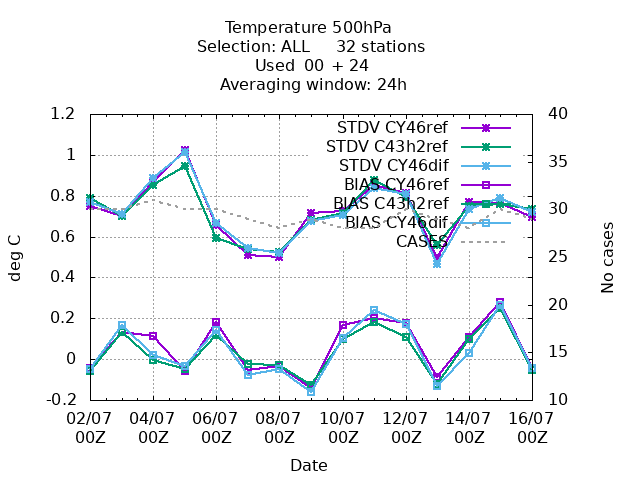 Temperature 500hPa
Selection: ALL 32 stations
Used 00 + 24
Averaging window: 24h
1.2
1
0.8
0.6
0.4
0.2
0
-0.2
deg C
40
35
30
25
20
15
10
No cases
STDV CY46ref
STDV C43h2ref
STDV CY46dif
BIAS CY46ref
BIAS C43h2ref
BIAS CY46dif
CASES
02/07 04/07 06/07 08/07 10/07 12/07 14/07 16/07
00Z 00Z 00Z 00Z 00Z 00Z 00Z 00Z
Date